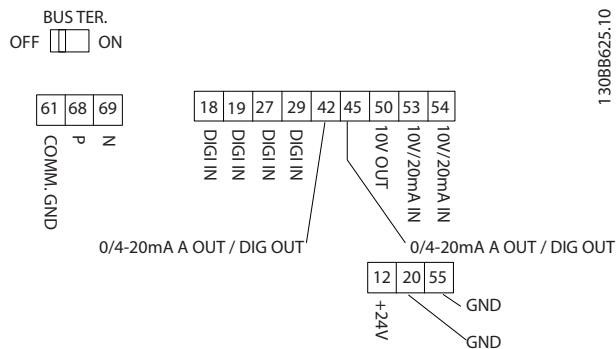 BUS TER.
OFF ON
130BB625.10
61 68 69
COMM. GND
P
N
18 19 27 29 42 45 50 53 54
DIGI IN
DIGI IN
DIGI IN
DIGI IN
10V OUT
10V/20mA IN
10V/20mA IN
0/4-20mA A OUT / DIG OUT
0/4-20mA A OUT / DIG OUT
12 20 55
+24V
GND
GND